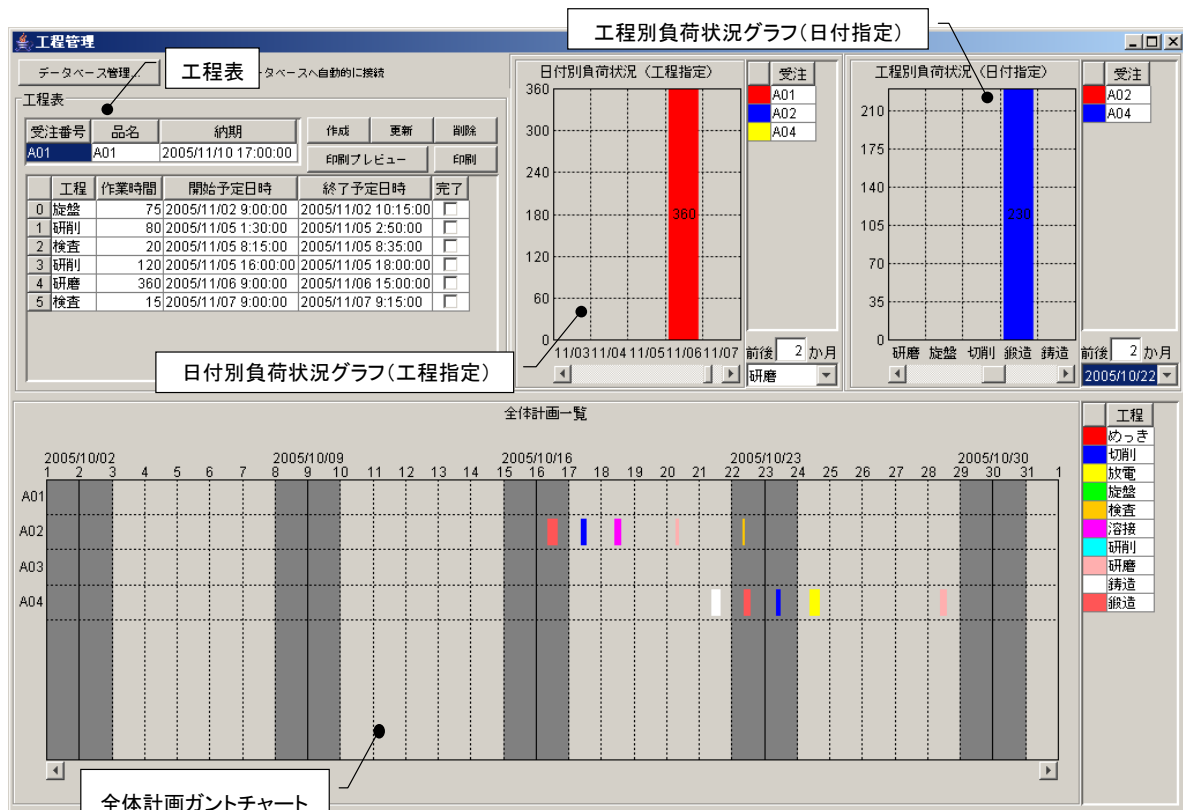 工程別負荷状況グラフ(日付指定)
工程管理
データベース管理...
工程表
タベースへ自動的に接続
工程表
受注番号 品名 納期
A01 A01 2005/11/10 17:00:00
作成 更新 削除
印刷プレビュー 印刷
工程 作業時間 開始予定日時 終了予定日時 完了
0 旋盤 75 2005/11/02 9:00:00 2005/11/02 10:15:00
1 研削 80 2005/11/05 1:30:00 2005/11/05 2:50:00
2 検査 20 2005/11/05 8:15:00 2005/11/05 8:35:00
3 研削 120 2005/11/05 16:00:00 2005/11/05 18:00:00
4 研磨 360 2005/11/06 9:00:00 2005/11/06 15:00:00
5 検査 15 2005/11/07 9:00:00 2005/11/07 9:15:00
日付別負荷状況グラフ(工程指定)
日付別負荷状況(工程指定)
360
300
240
180
120
60
0
360
11/03 11/04 11/05 11/06 11/07
受注
A01
A02
A04
前後 2 か月
研磨
工程別負荷状況(日付指定)
210
175
140
105
70
35
0
230
研磨 旋盤 切削 鍛造 鋳造
受注
A02
A04
前後 2 か月
2005/10/22
全体計画一覧
2005/10/02 2005/10/09 2005/10/16 2005/10/23 2005/10/30
1 2 3 4 5 6 7 8 9 10 11 12 13 14 15 16 17 18 19 20 21 22 23 24 25 26 27 28 29 30 31 1
A01
A02
A03
A04
工程
めっき
切削
放電
旋盤
検査
溶接
研削
研磨
鋳造
鍛造
全体計画ガントチャート